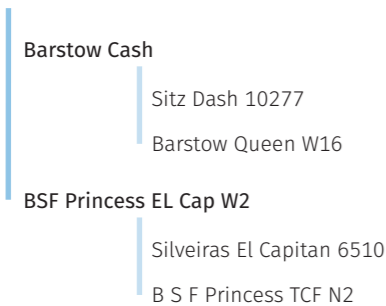 Barstow Cash
Sitz Dash 10277
Barstow Queen W16
BSF Princess EL Cap W2
Silveiras El Capitan 6510
B S F Princess TCF N2